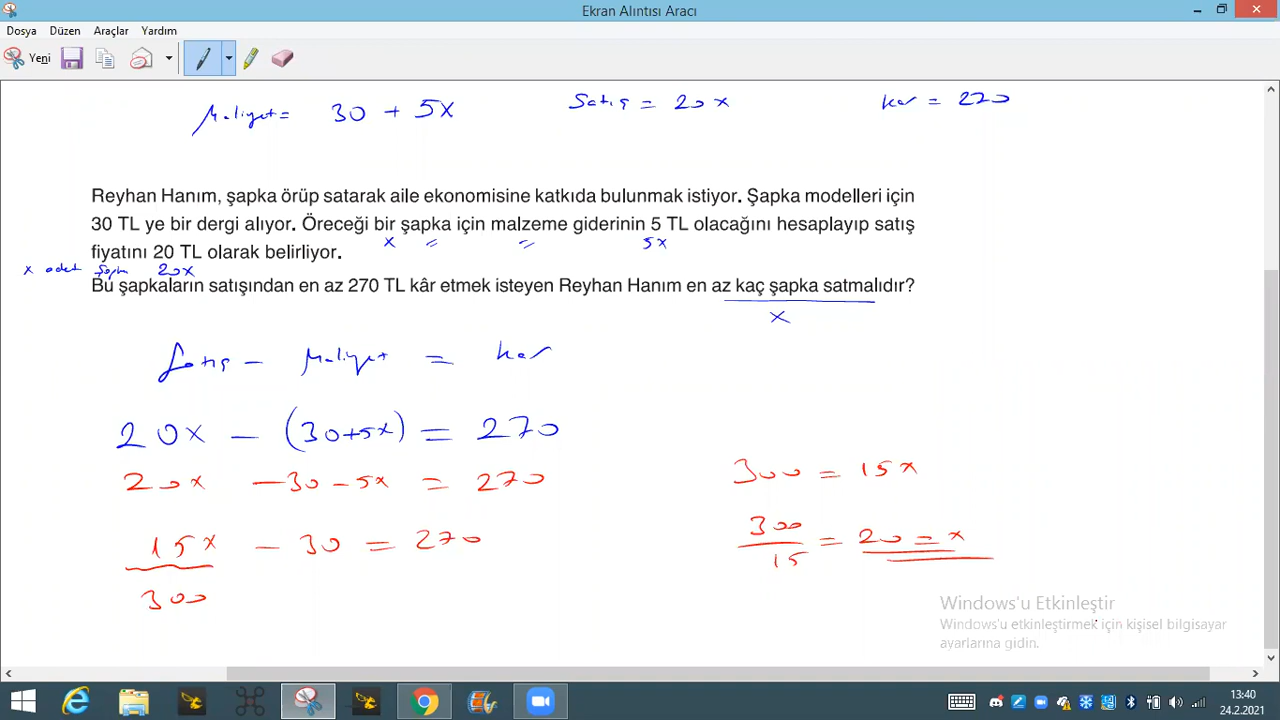 Ekran Alıntısı Aracı
Dosya Düzen Araçlar Yardım
Yeni
Maliyet= 30 + 5x Satış = 20x kar = 270
Reyhan Hanım, şapka örüp satarak aile ekonomisine katkıda bulunmak istiyor. Şapka modelleri için
30 TL ye bir dergi alıyor. Öreceği bir şapka için malzeme giderinin 5 TL olacağını hesaplayıp satış
x = = 5x
fiyatını 20 TL olarak belirliyor.
x adet şapka 20x
Bu şapkaların satışından en az 270 TL kâr etmek isteyen Reyhan Hanım en az kaç şapka satmalıdır?
x
Satış - Maliyet = kar
20x - (30+5x) = 270
20x -30-5x = 270
300 = 15x
15x - 30 = 270
300/15 = 20 = x
300
Windows'u Etkinleştir
Windows'u etkinleştirmek için kişisel bilgisayar
ayarlarına gidin.
13:40
24.2.2021